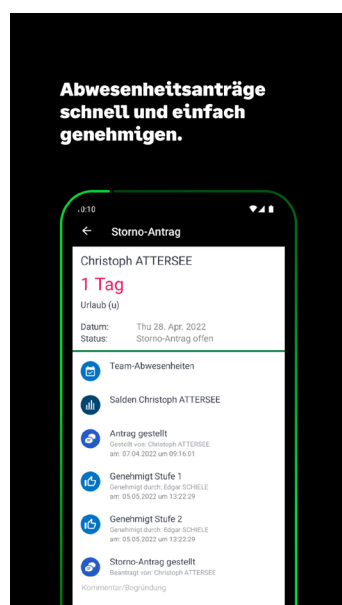 Abwesenheitsanträge
schnell und einfach
genehmigen.
0:10
Storno-Antrag
Christoph ATTERSEE
1 Tag
Urlaub (u)
Datum: Thu 28. Apr. 2022
Status: Storno-Antrag offen
Team-Abwesenheiten
Salden Christoph ATTERSEE
Antrag gestellt
Gestellt von: Christoph ATTERSEE
am: 07.04.2022 um 09:16:01
Genehmigt Stufe 1
Genehmigt durch: Edgar SCHIELE
am: 05.05.2022 um 13:22:29
Genehmigt Stufe 2
Genehmigt durch: Edgar SCHIELE
am: 05.05.2022 um 13:22:29
Storno-Antrag gestellt
Beantragt von: Christoph ATTERSEE
Kommentar/Begründung